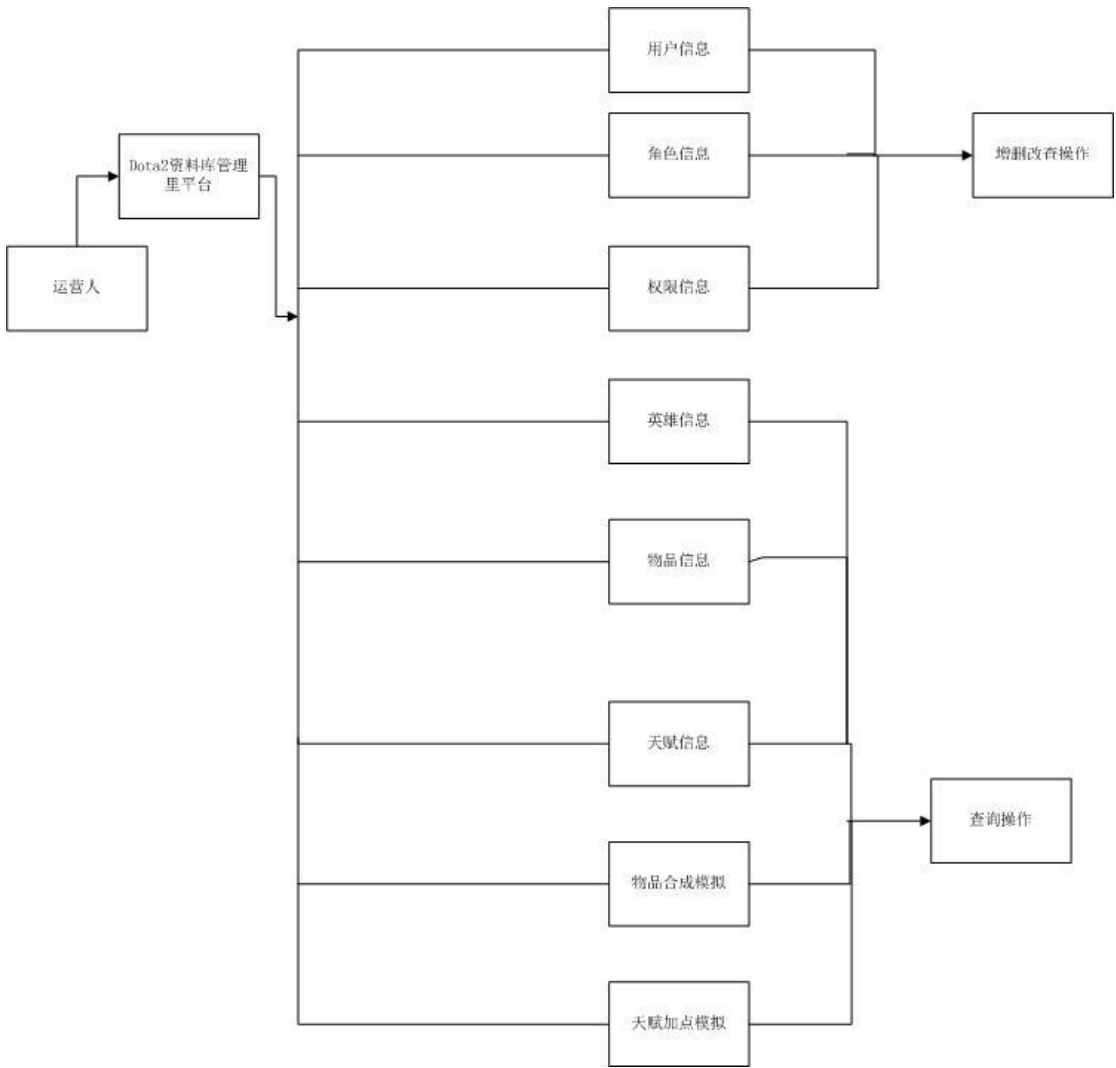 用户信息
角色信息
增删改查操作
Dota2资料库管理
里平台
运营人
权限信息
英雄信息
物品信息
天赋信息
查询操作
物品合成模拟
天赋加点模拟